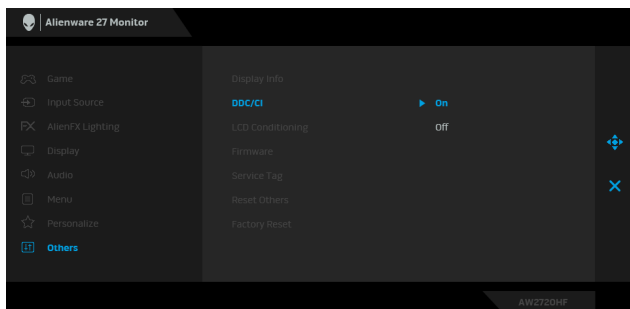 Alienware 27 Monitor
Game
Input Source
AlienFX Lighting
Display
Audio
Menu
Personalize
Others
Display Info
DDC/CI
On
LCD Conditioning
Off
Firmware
Service Tag
Reset Others
Factory Reset
AW2720HF